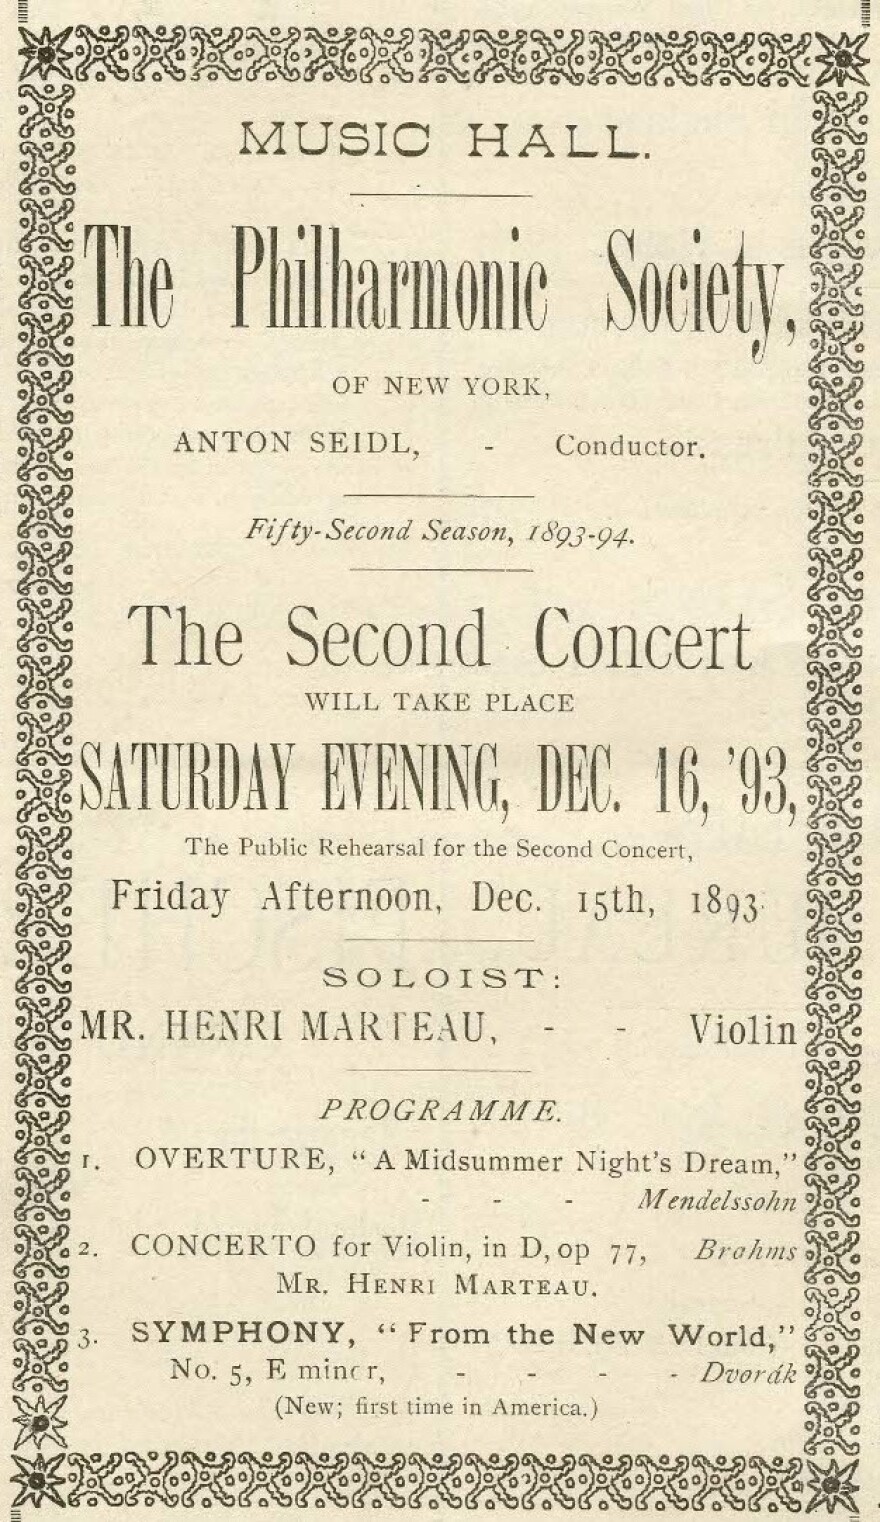 MUSIC HALL.
The Philharmonic Society,
OF NEW YORK,
ANTON SEIDL, - Conductor.
Fifty-Second Season, 1893-94.
The Second Concert
WILL TAKE PLACE
SATURDAY EVENING, DEC. 16, '93,
The Public Rehearsal for the Second Concert,
Friday Afternoon, Dec. 15th, 1893.
SOLOIST:
MR. HENRI MARTEAU, - - Violin
PROGRAMME.
1. OVERTURE, "A Midsummer Night's Dream,"
- - - Mendelssohn
2. CONCERTO for Violin, in D, op 77, Brahms
MR. HENRI MARTEAU.
3. SYMPHONY, "From the New World,"
No. 5, E minor, - - - - Dvorák
(New; first time in America.)